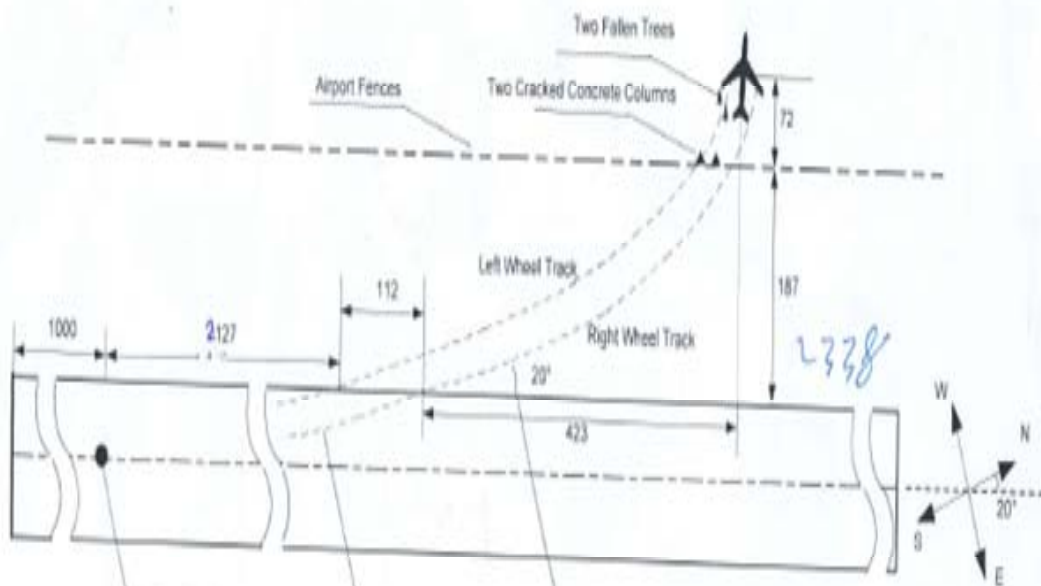 Two Fallen Trees
Airport Fences
Two Cracked Concrete Columns
72
Left Wheel Track
187
112
1000
2127
Right Wheel Track
2338
20°
W
423
N
20°
S
E